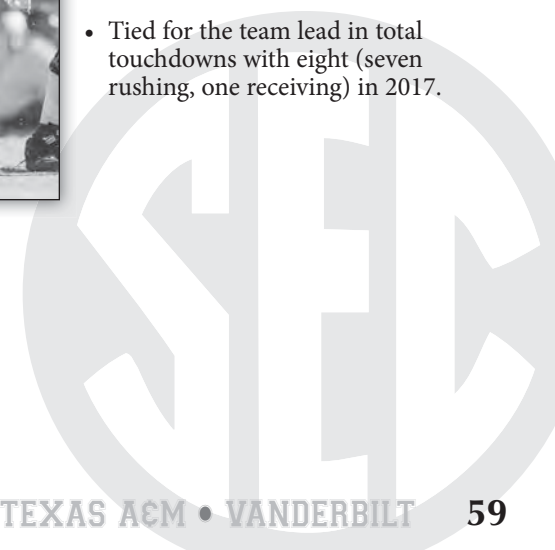 • Tied for the team lead in total
touchdowns with eight (seven
rushing, one receiving) in 2017.
SEC
TEXAS A&M • VANDERBILT 59